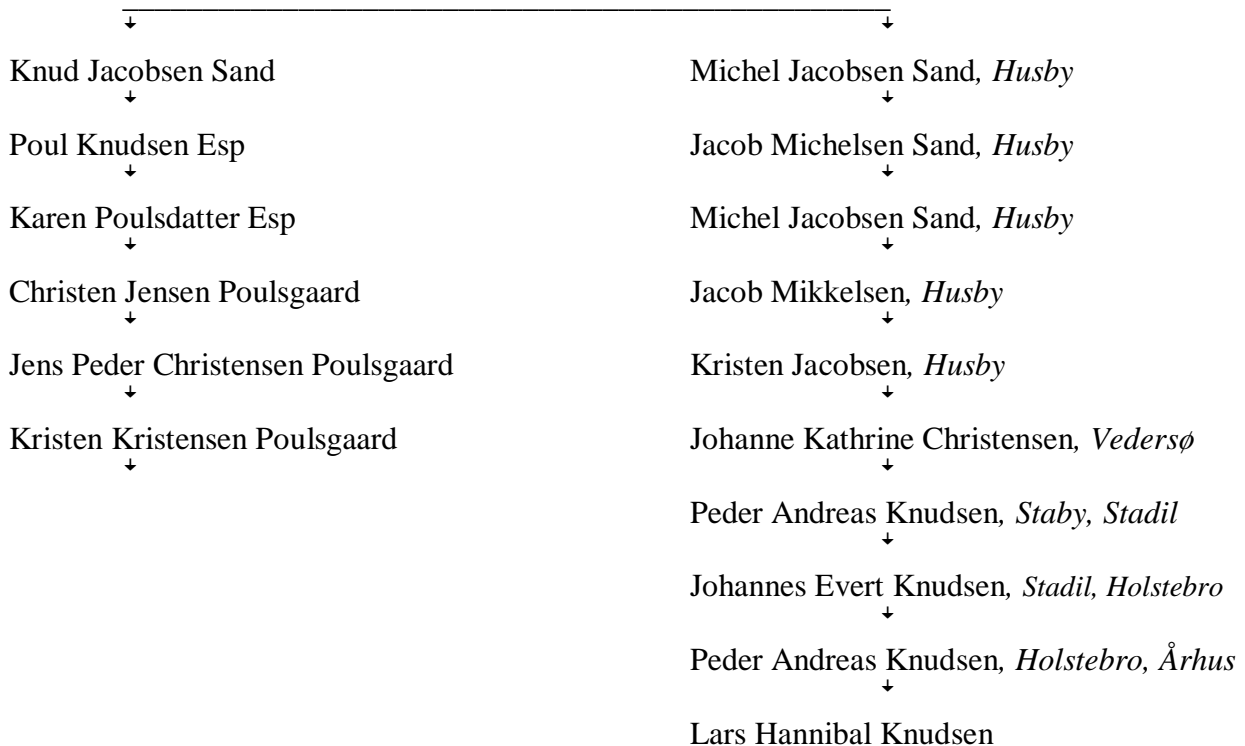 Knud Jacobsen Sand
Michel Jacobsen Sand, Husby
Poul Knudsen Esp
Jacob Michelsen Sand, Husby
Karen Poulsdatter Esp
Michel Jacobsen Sand, Husby
Christen Jensen Poulsgaard
Jacob Mikkelsen, Husby
Jens Peder Christensen Poulsgaard
Kristen Jacobsen, Husby
Kristen Kristensen Poulsgaard
Johanne Kathrine Christensen, Vedersø
Peder Andreas Knudsen, Staby, Stadil
Johannes Evert Knudsen, Stadil, Holstebro
Peder Andreas Knudsen, Holstebro, Århus
Lars Hannibal Knudsen